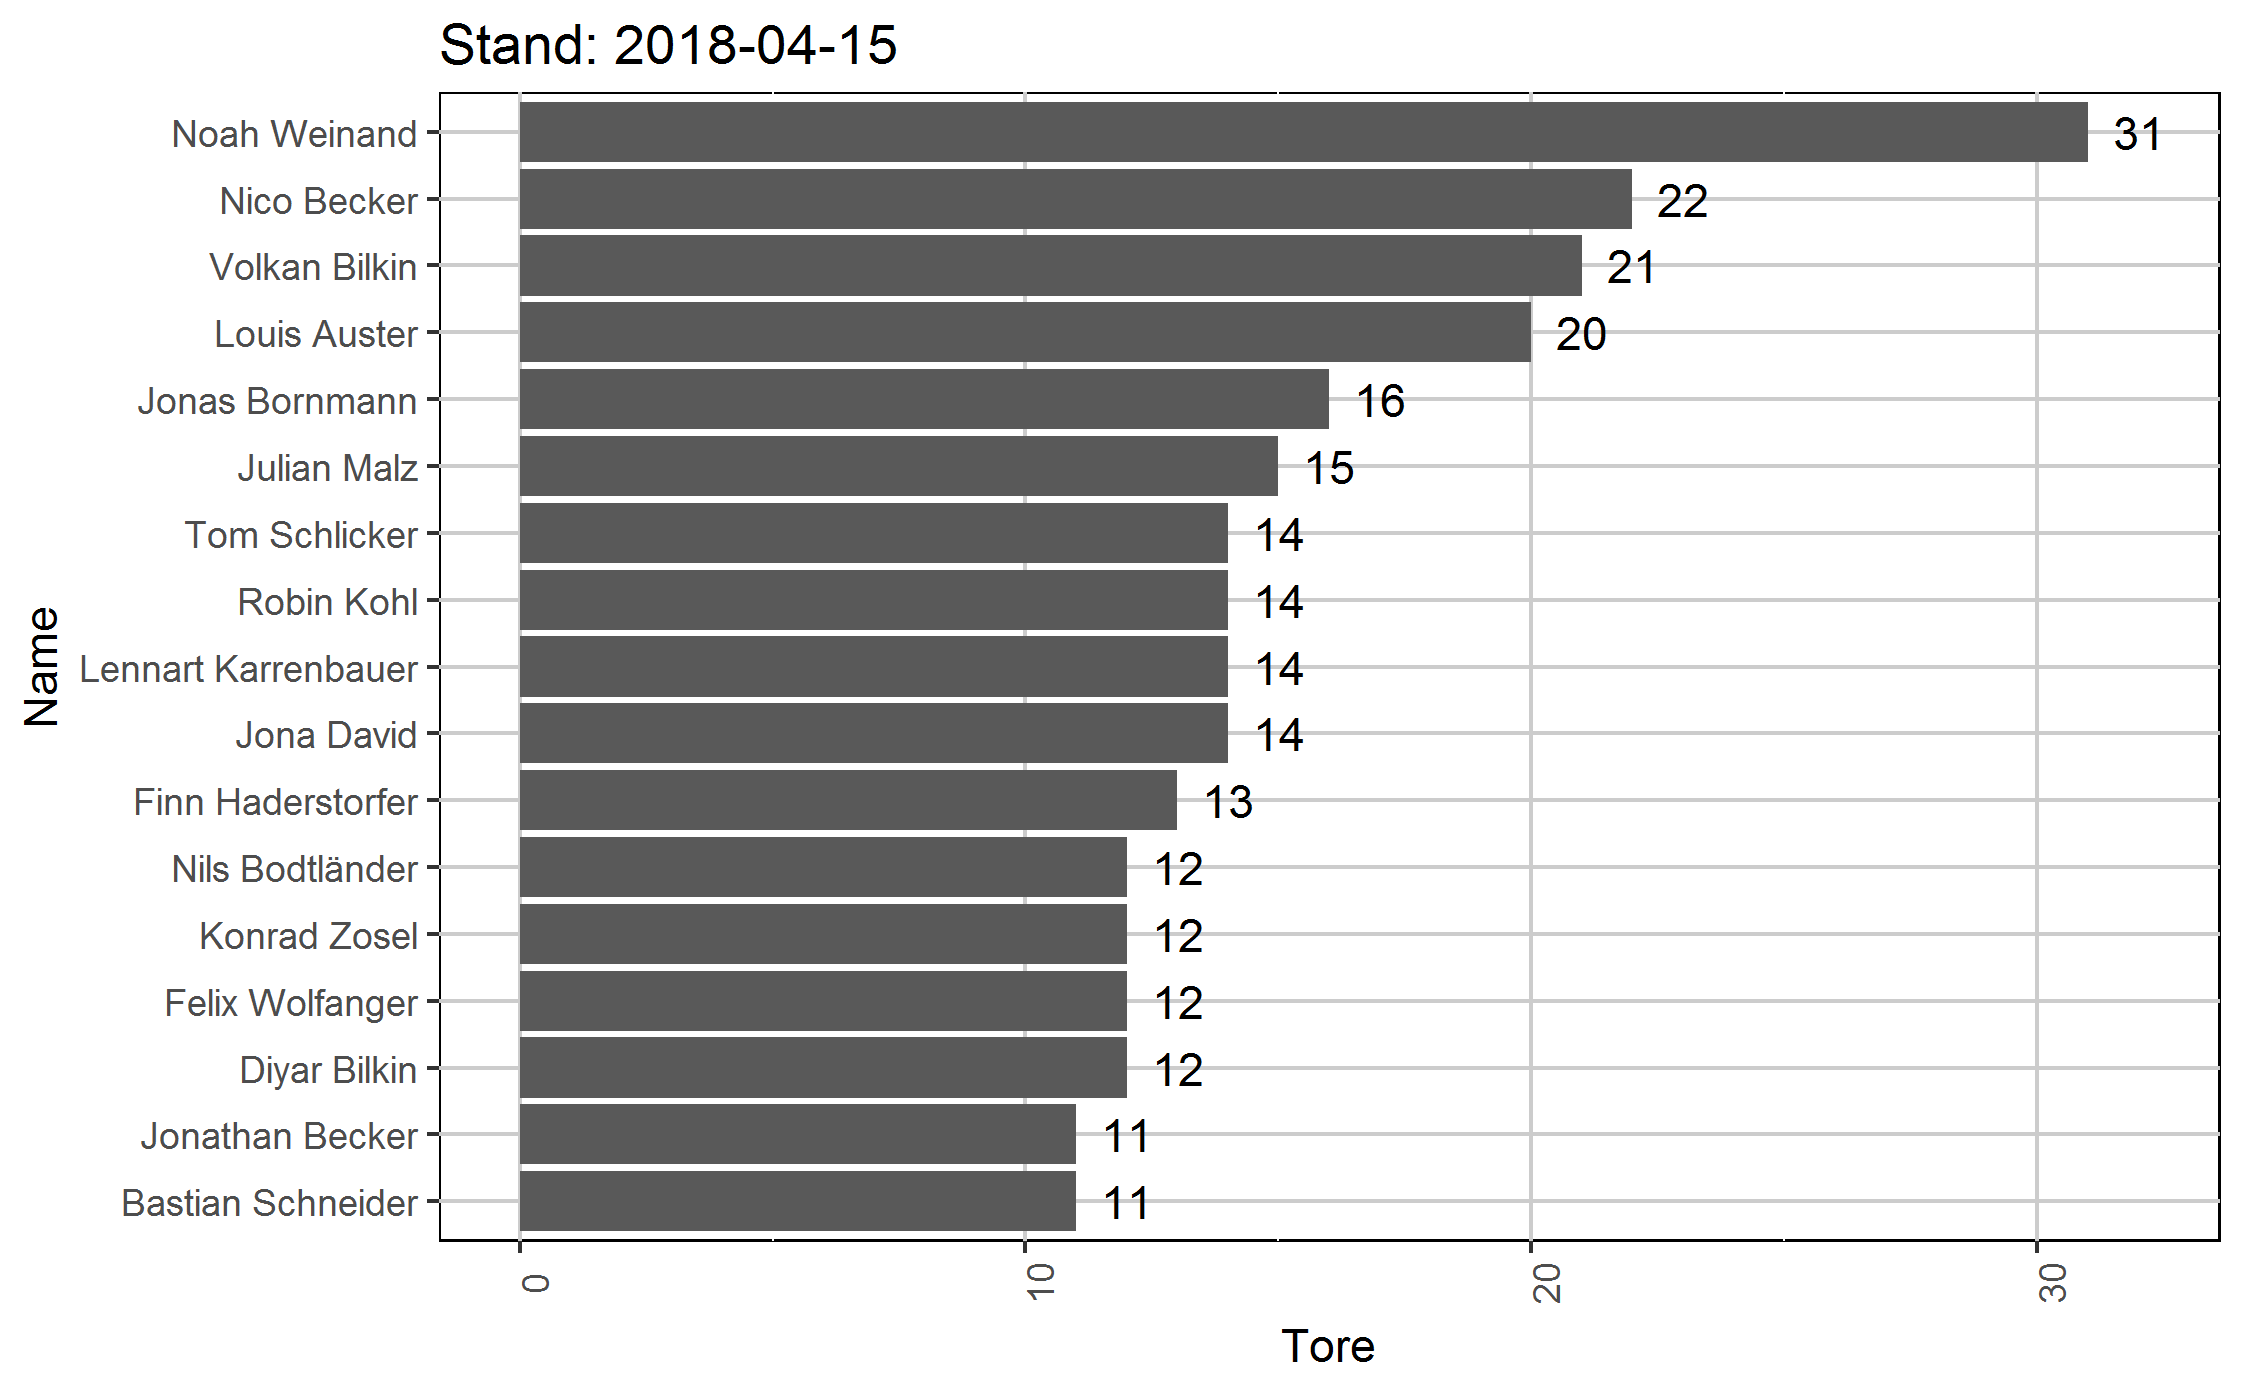 Stand: 2018-04-15
Name
Noah Weinand 31
Nico Becker 22
Volkan Bilkin 21
Louis Auster 20
Jonas Bornmann 16
Julian Malz 15
Tom Schlicker 14
Robin Kohl 14
Lennart Karrenbauer 14
Jona David 14
Finn Haderstorfer 13
Nils Bodtländer 12
Konrad Zosel 12
Felix Wolfanger 12
Diyar Bilkin 12
Jonathan Becker 11
Bastian Schneider 11
0 10 20 30
Tore